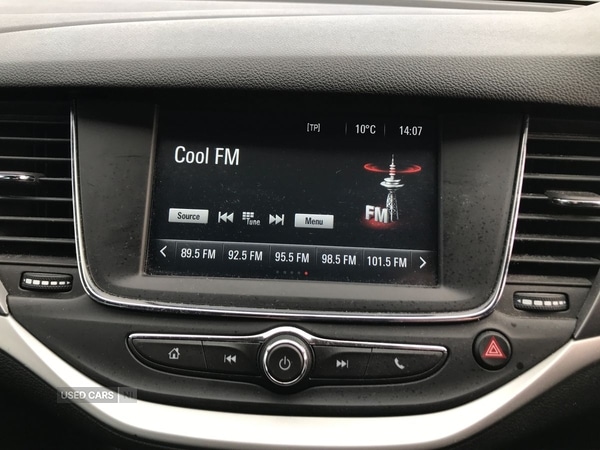 [TP] 10°C 14:07
Cool FM
Source Tune Menu
FM
89.5 FM 92.5 FM 95.5 FM 98.5 FM 101.5 FM
USED CARS NI